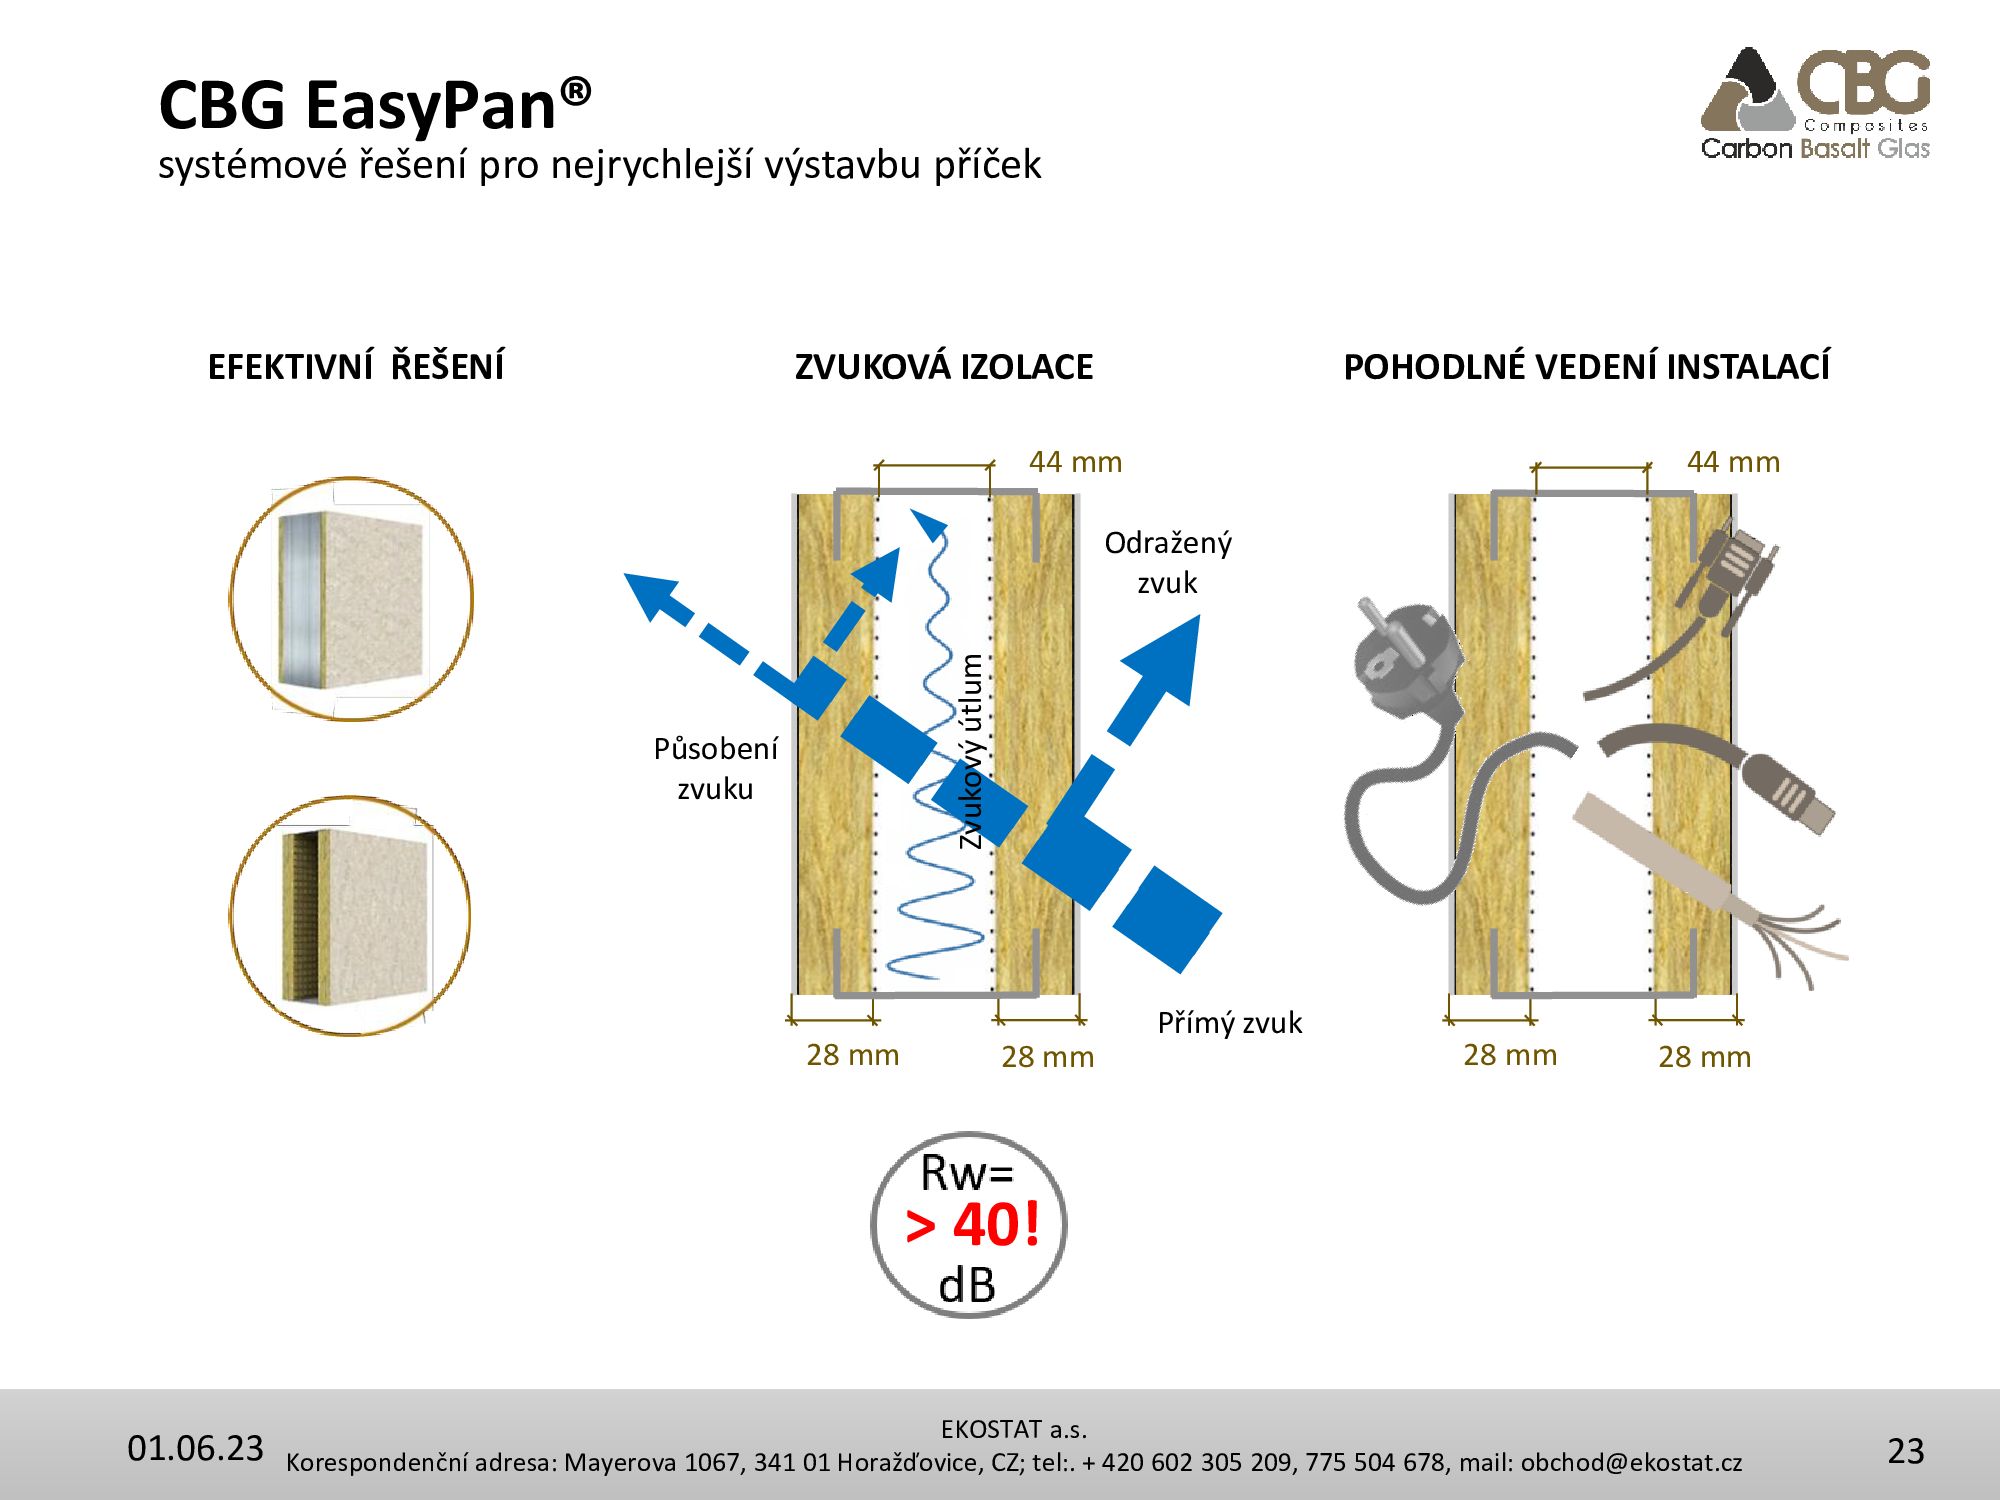 CBG EasyPan®
systémové řešení pro nejrychlejší výstavbu příček
CBG
Composites
Carbon Basalt Glas
EFEKTIVNÍ ŘEŠENÍ
ZVUKOVÁ IZOLACE
POHODLNÉ VEDENÍ INSTALACÍ
44 mm
Odražený
zvuk
Zvukový útlum
Působení
zvuku
Přímý zvuk
28 mm
28 mm
44 mm
28 mm
28 mm
Rw=
> 40!
dB
01.06.23
EKOSTAT a.s.
Korespondenční adresa: Mayerova 1067, 341 01 Horažďovice, CZ; tel:. + 420 602 305 209, 775 504 678, mail: obchod@ekostat.cz
23